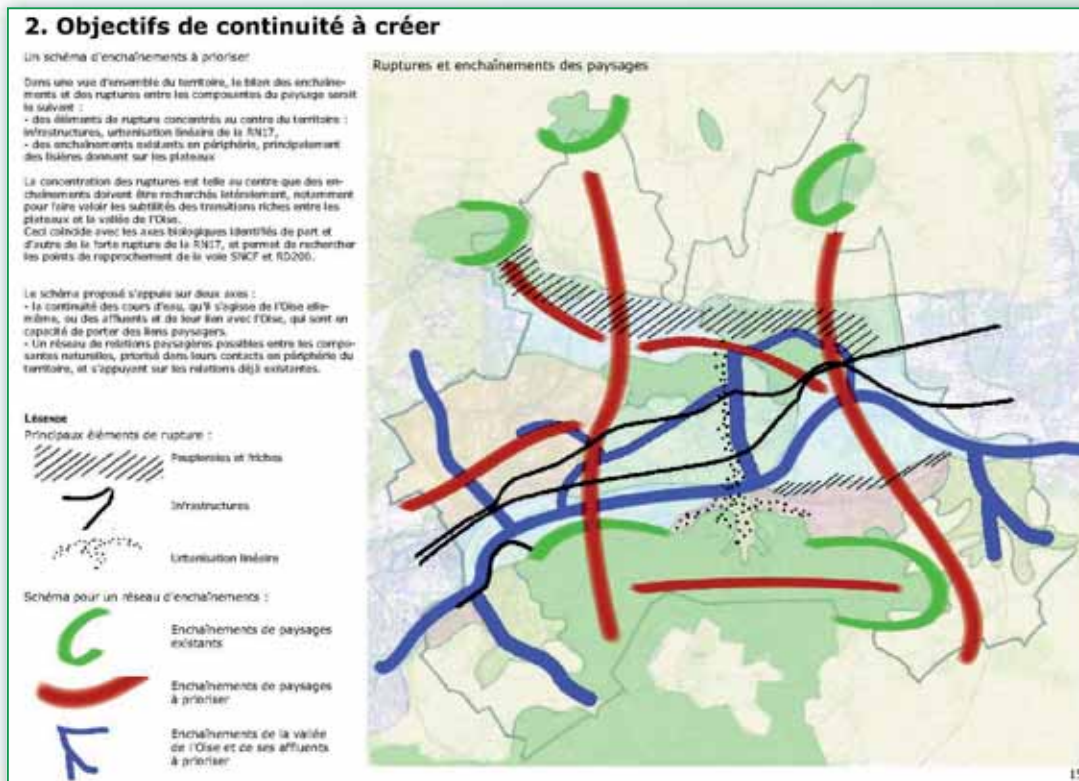 2. Objectifs de continuité à créer
Un schéma d'enchaînements à prioriser
Dans une vue d'ensemble du territoire, le bilan des enchaîne-
ments et des ruptures entre les composantes du paysage serait
le suivant :
- des éléments de rupture concentrés au centre du territoire :
infrastructures, urbanisation linéaire de la RN17,
- des enchaînements existants en périphérie, principalement
des lisières donnant sur les plateaux
La concentration des ruptures est telle au centre que des en-
chaînements doivent être recherchés latéralement, notamment
pour faire valoir les subtilités des transitions riches entre les
plateaux et la vallée de l'Oise.
Ceci coïncide avec les axes biologiques identifiés de part et
d'autre de la forte rupture de la RN17, et permet de rechercher
les points de rapprochement de la voie SNCF et RD200.
Le schéma proposé s'appuie sur deux axes :
- la continuité des cours d'eau, qu'il s'agisse de l'Oise elle-
même, ou des affluents et de leur lien avec l'Oise, qui sont en
capacité de porter des liens paysagers.
- Un réseau de relations paysagères possibles entre les compo-
santes naturelles, priorisé dans leurs contacts en périphérie du
territoire, et s'appuyant sur les relations déjà existantes.
Légende
Principaux éléments de rupture :
Peupleraies et friches
Infrastructures
Urbanisation linéaire
Schéma pour un réseau d'enchaînements :
Enchaînements de paysages
existants
Enchaînements de paysages
à prioriser
Enchaînements de la vallée
de l'Oise et de ses affluents
à prioriser
Ruptures et enchaînements des paysages